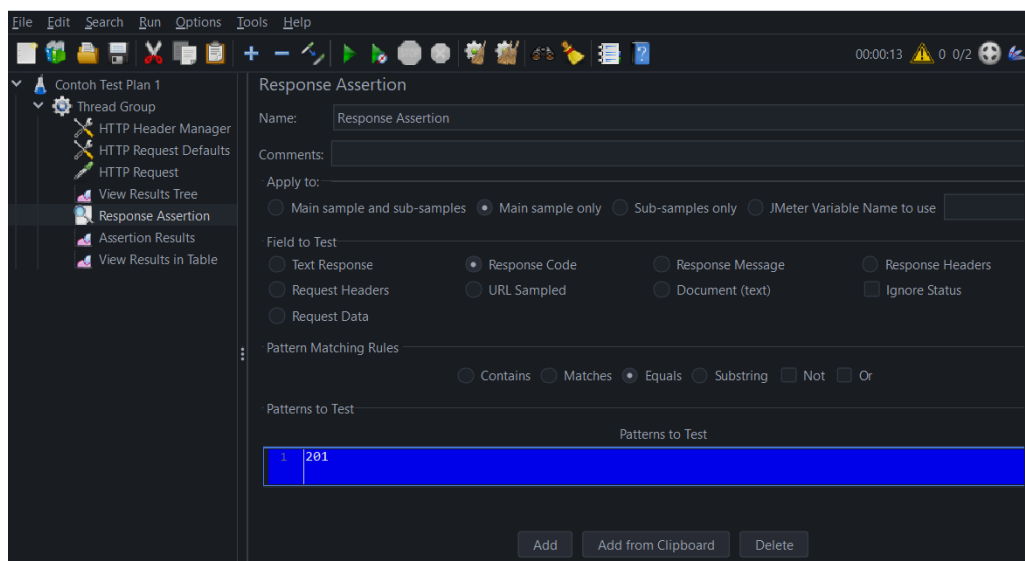 File Edit Search Run Options Tools Help
00:00:13 0 0/2
Contoh Test Plan 1
Thread Group
HTTP Header Manager
HTTP Request Defaults
HTTP Request
View Results Tree
Response Assertion
Assertion Results
View Results in Table
Response Assertion
Name: Response Assertion
Comments:
Apply to:
Main sample and sub-samples Main sample only Sub-samples only JMeter Variable Name to use
Field to Test
Text Response Response Code Response Message Response Headers
Request Headers URL Sampled Document (text) Ignore Status
Request Data
Pattern Matching Rules
Contains Matches Equals Substring Not Or
Patterns to Test
Patterns to Test
1 201
Add Add from Clipboard Delete